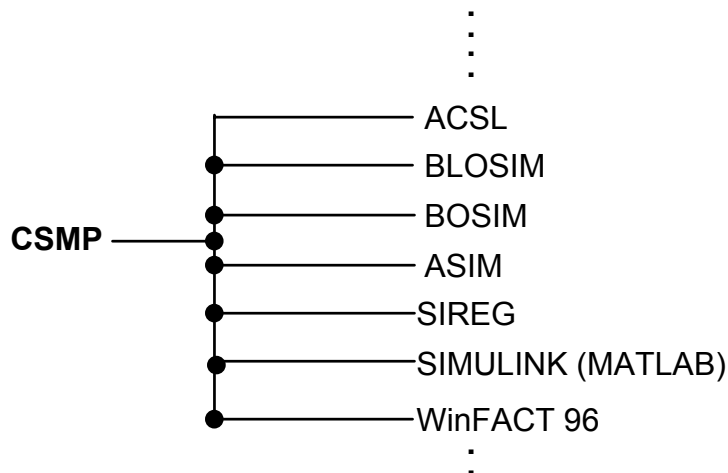 ACSL
BLOSIM
BOSIM
CSMP
ASIM
SIREG
SIMULINK (MATLAB)
WinFACT 96